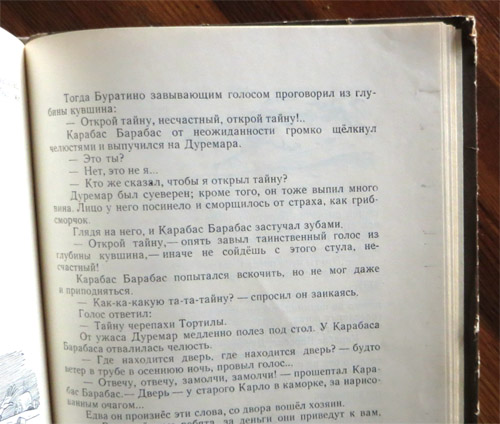 Тогда Буратино завывающим голосом проговорил из глу-
бины кувшина:
— Открой тайну, несчастный, открой тайну!..
Карабас Барабас от неожиданности громко щёлкнул
челюстями и выпучился на Дуремара.
— Это ты?
— Нет, это не я...
— Кто же сказал, чтобы я открыл тайну?
Дуремар был суеверен; кроме того, он тоже выпил много
вина. Лицо у него посинело и сморщилось от страха, как гриб-
сморчок.
Глядя на него, и Карабас Барабас застучал зубами.
— Открой тайну,— опять завыл таинственный голос из
глубины кувшина,— иначе не сойдёшь с этого стула, не-
счастный!
Карабас Барабас попытался вскочить, но не мог даже
и приподняться.
— Как-ка-какую та-та-тайну? — спросил он заикаясь.
Голос ответил:
— Тайну черепахи Тортилы.
От ужаса Дуремар медленно полез под стол. У Карабаса
Барабаса отвалилась челюсть.
— Где находится дверь, где находится дверь? — будто
ветер в трубе в осеннюю ночь, провыл голос...
— Отвечу, отвечу, замолчи, замолчи! — прошептал Кара-
бас Барабас.— Дверь — у старого Карло в каморке, за нарисо-
ванным очагом...
Едва он произнёс эти слова, со двора вошёл хозяин.
ребята, за деньги они приведут к вам,